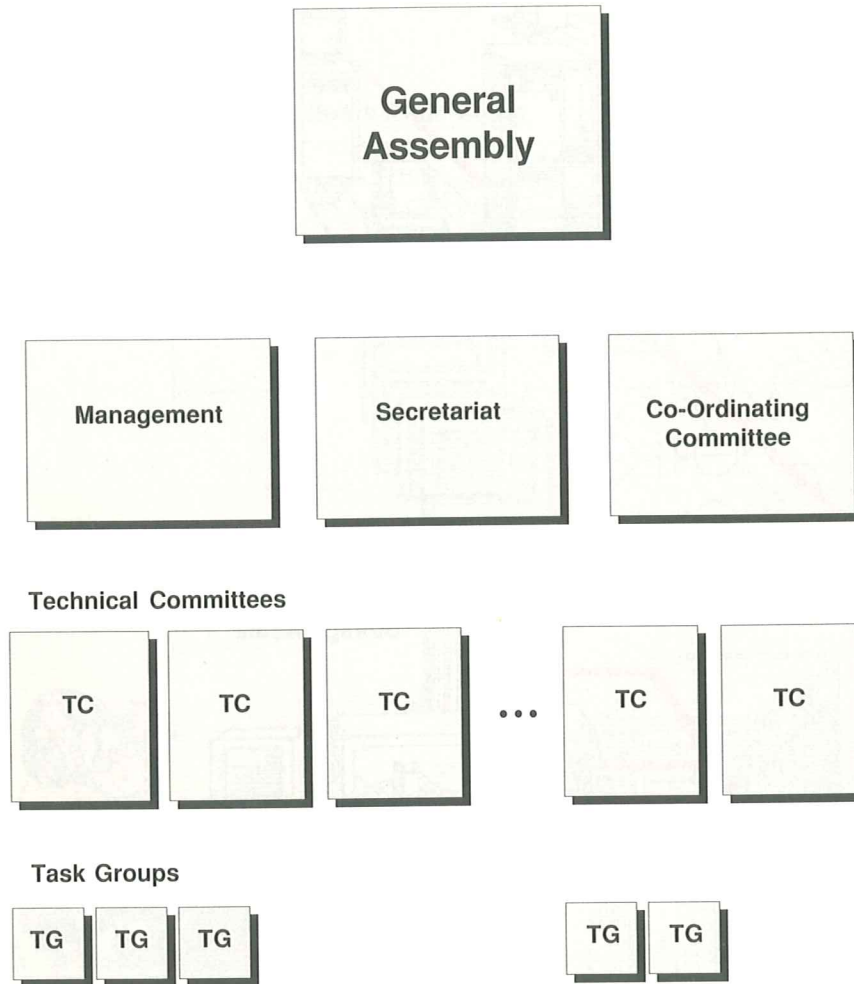 General
Assembly
Management
Secretariat
Co-Ordinating
Committee
Technical Committees
TC
TC
TC
...
TC
TC
Task Groups
TG
TG
TG
TG
TG